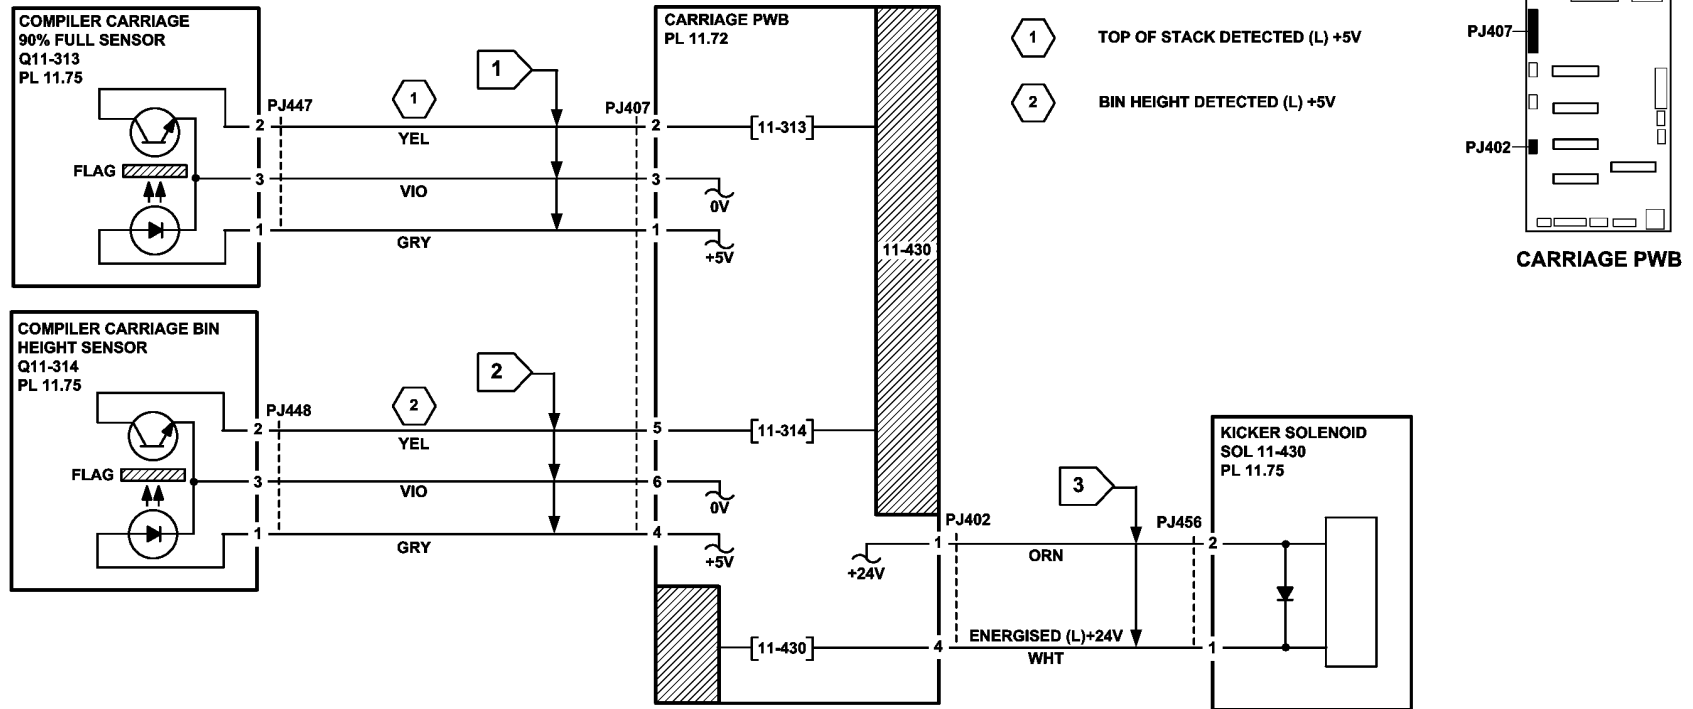 COMPILER CARRIAGE
90% FULL SENSOR
Q11-313
PL 11.75
FLAG
PJ447
2
3
1
1
YEL
VIO
GRY
1
PJ407
2
3
1
CARRIAGE PWB
PL 11.72
[11-313]
0V
+5V
11-430
1
TOP OF STACK DETECTED (L) +5V
2
BIN HEIGHT DETECTED (L) +5V
PJ407
PJ402
CARRIAGE PWB
COMPILER CARRIAGE BIN
HEIGHT SENSOR
Q11-314
PL 11.75
FLAG
PJ448
2
3
1
2
YEL
VIO
GRY
2
5
6
4
[11-314]
0V
+5V
+24V
[11-430]
PJ402
1
4
ORN
ENERGISED (L)+24V
WHT
3
PJ456
2
1
KICKER SOLENOID
SOL 11-430
PL 11.75